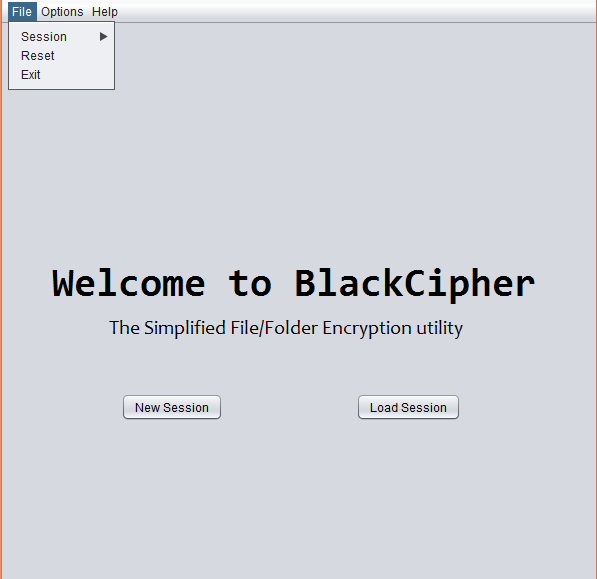 File Options Help
Session
Reset
Exit
Welcome to BlackCipher
The Simplified File/Folder Encryption utility
New Session Load Session